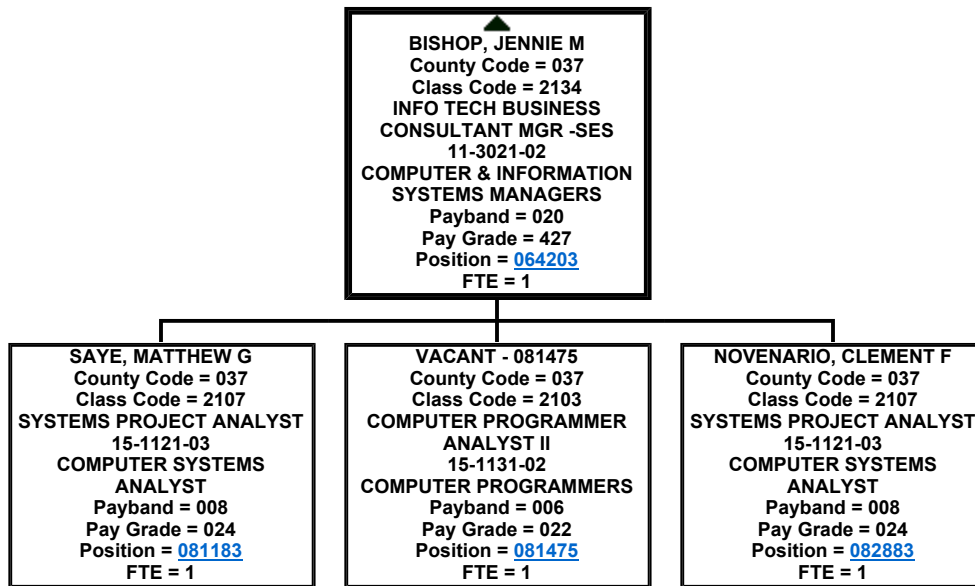 BISHOP, JENNIE M
County Code = 037
Class Code = 2134
INFO TECH BUSINESS
CONSULTANT MGR -SES
11-3021-02
COMPUTER & INFORMATION
SYSTEMS MANAGERS
Payband = 020
Pay Grade = 427
Position = 064203
FTE = 1
SAYE, MATTHEW G
County Code = 037
Class Code = 2107
SYSTEMS PROJECT ANALYST
15-1121-03
COMPUTER SYSTEMS
ANALYST
Payband = 008
Pay Grade = 024
Position = 081183
FTE = 1
VACANT - 081475
County Code = 037
Class Code = 2103
COMPUTER PROGRAMMER
ANALYST II
15-1131-02
COMPUTER PROGRAMMERS
Payband = 006
Pay Grade = 022
Position = 081475
FTE = 1
NOVENARIO, CLEMENT F
County Code = 037
Class Code = 2107
SYSTEMS PROJECT ANALYST
15-1121-03
COMPUTER SYSTEMS
ANALYST
Payband = 008
Pay Grade = 024
Position = 082883
FTE = 1